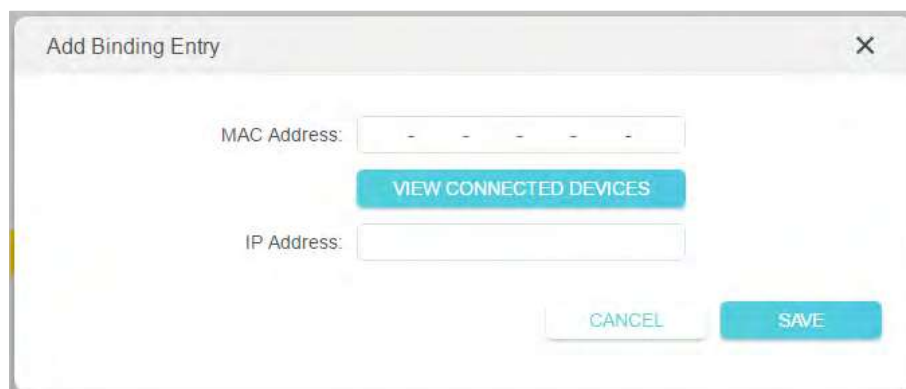 Add Binding Entry ×
MAC Address: - - - - -
VIEW CONNECTED DEVICES
IP Address:
CANCEL SAVE